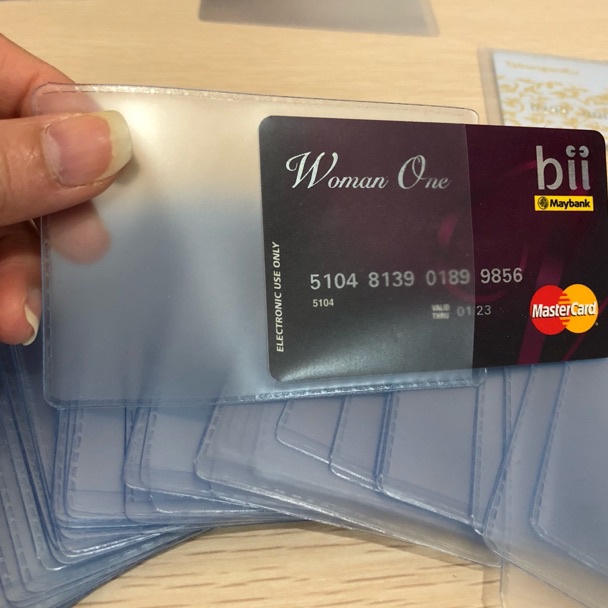 Woman One
bii
Maybank
ELECTRONIC USE ONLY
5104 8139 0189 9856
5104
VALID THRU 01/23
MasterCard